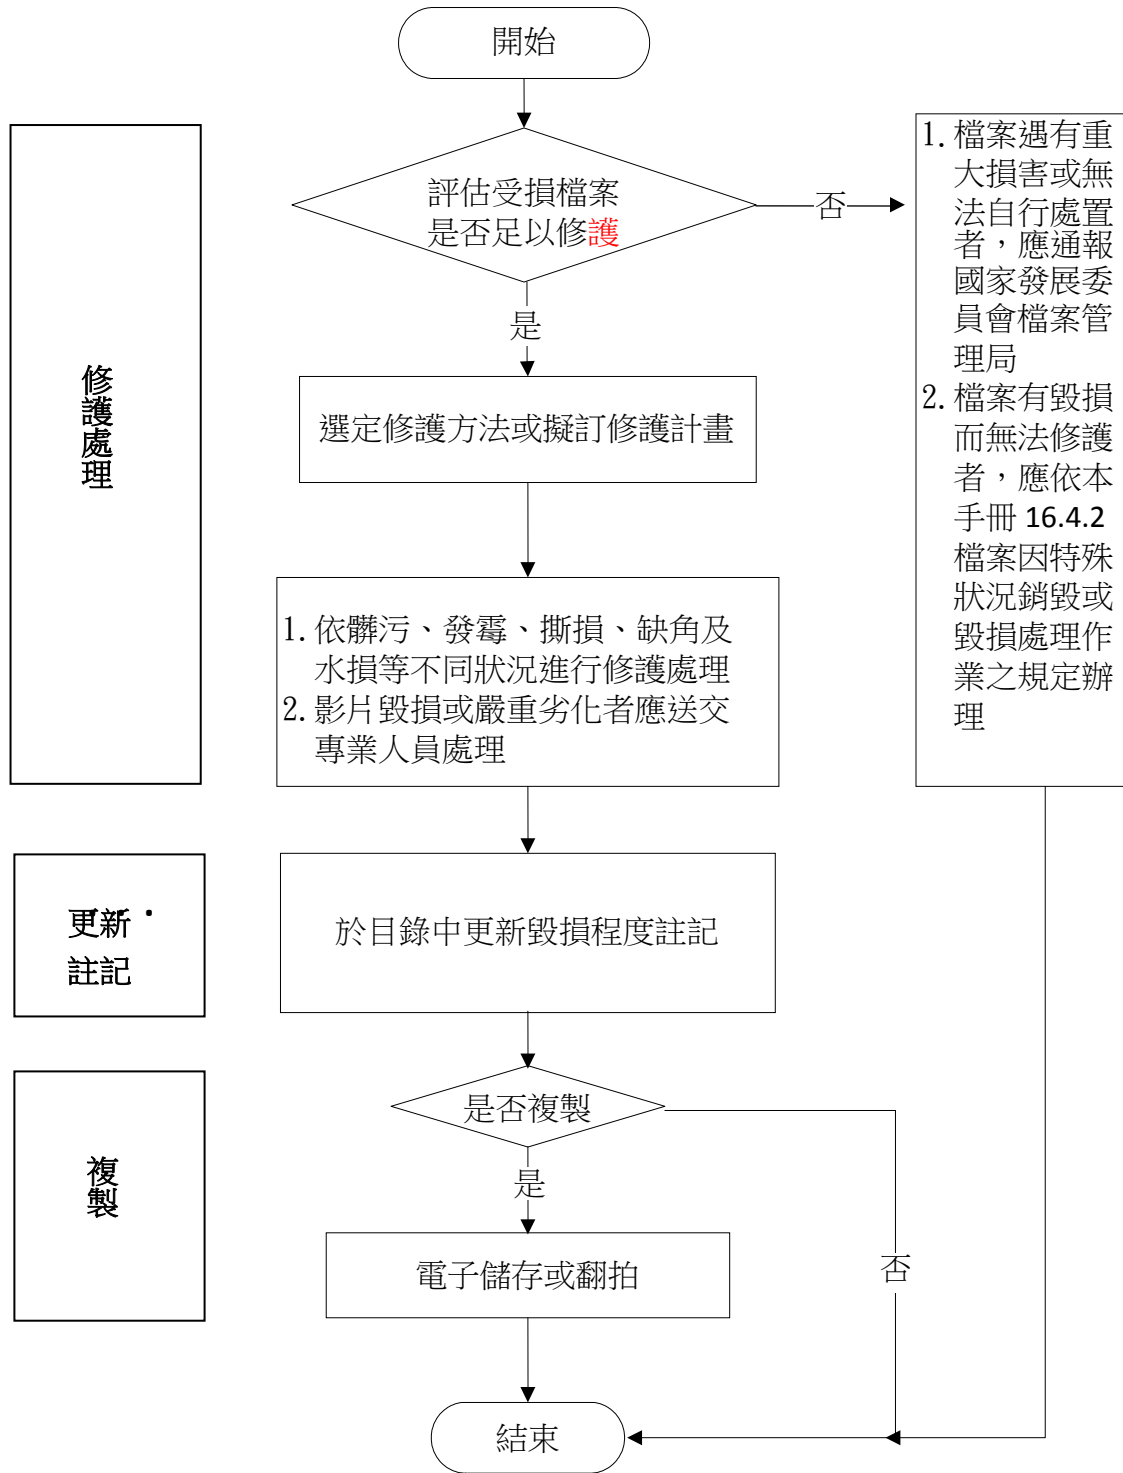 開始
評估受損檔案
是否足以修護
否
1. 檔案遇有重
大損害或無
法自行處置
者，應通報
國家發展委
員會檔案管
理局
2. 檔案有毀損
而無法修護
者，應依本
手冊 16.4.2
檔案因特殊
狀況銷毀或
毀損處理作
業之規定辦
理
是
修護處理
選定修護方法或擬訂修護計畫
1. 依髒污、發霉、撕損、缺角及
水損等不同狀況進行修護處理
2. 影片毀損或嚴重劣化者應送交
專業人員處理
更新
註記
於目錄中更新毀損程度註記
複製
是否複製
是
電子儲存或翻拍
否
結束